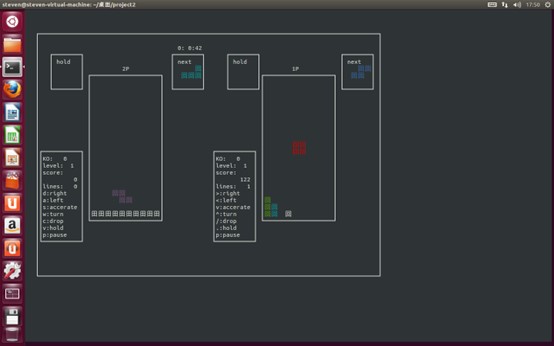 steven@steven-virtual-machine: ~/桌面/project2
17:50
0: 0:42
hold
2P
next
hold
1P
next
KO: 0
level: 1
score:
0
lines: 0
d:right
a:left
s:accerate
w:turn
c:drop
v:hold
p:pause
KO: 0
level: 1
score:
122
lines: 1
>:right
<:left
v:accerate
^:turn
/:drop
.:hold
p:pause